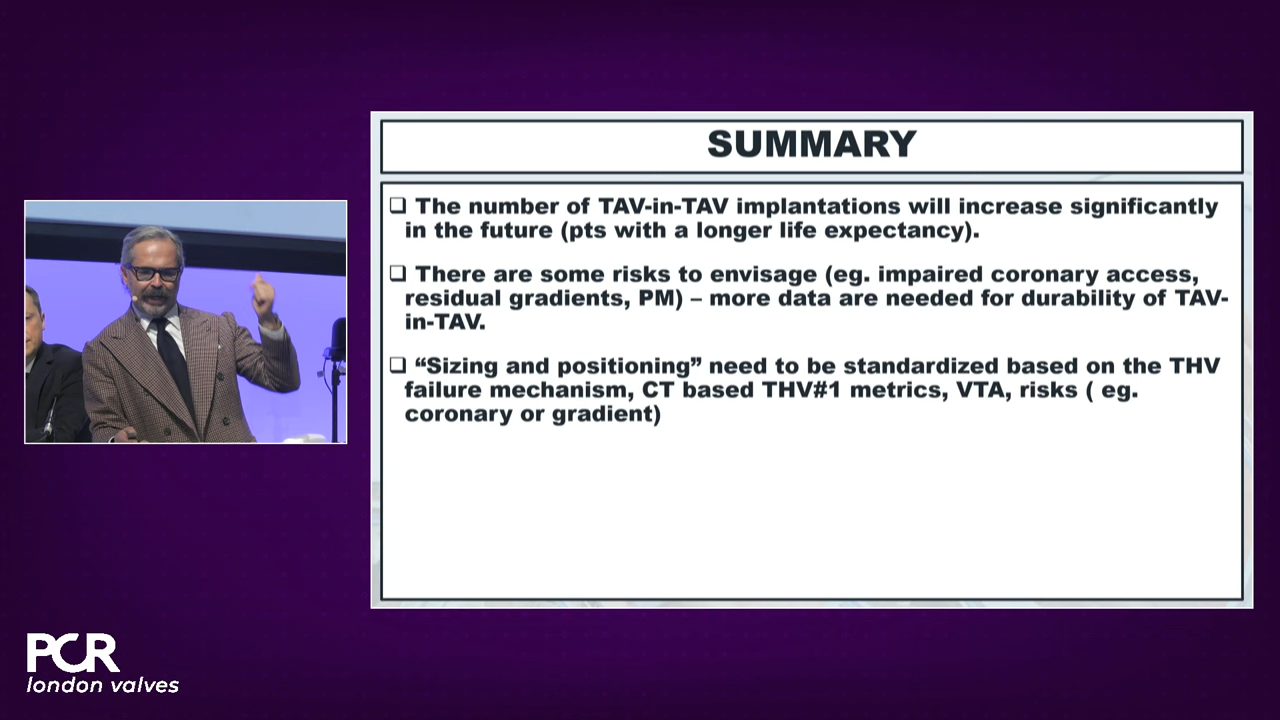 SUMMARY
❑ The number of TAV-in-TAV implantations will increase significantly
in the future (pts with a longer life expectancy).
❑ There are some risks to envisage (eg. impaired coronary access,
residual gradients, PM) – more data are needed for durability of TAV-
in-TAV.
❑ “Sizing and positioning” need to be standardized based on the THV
failure mechanism, CT based THV#1 metrics, VTA, risks ( eg.
coronary or gradient)
PCR
london valves